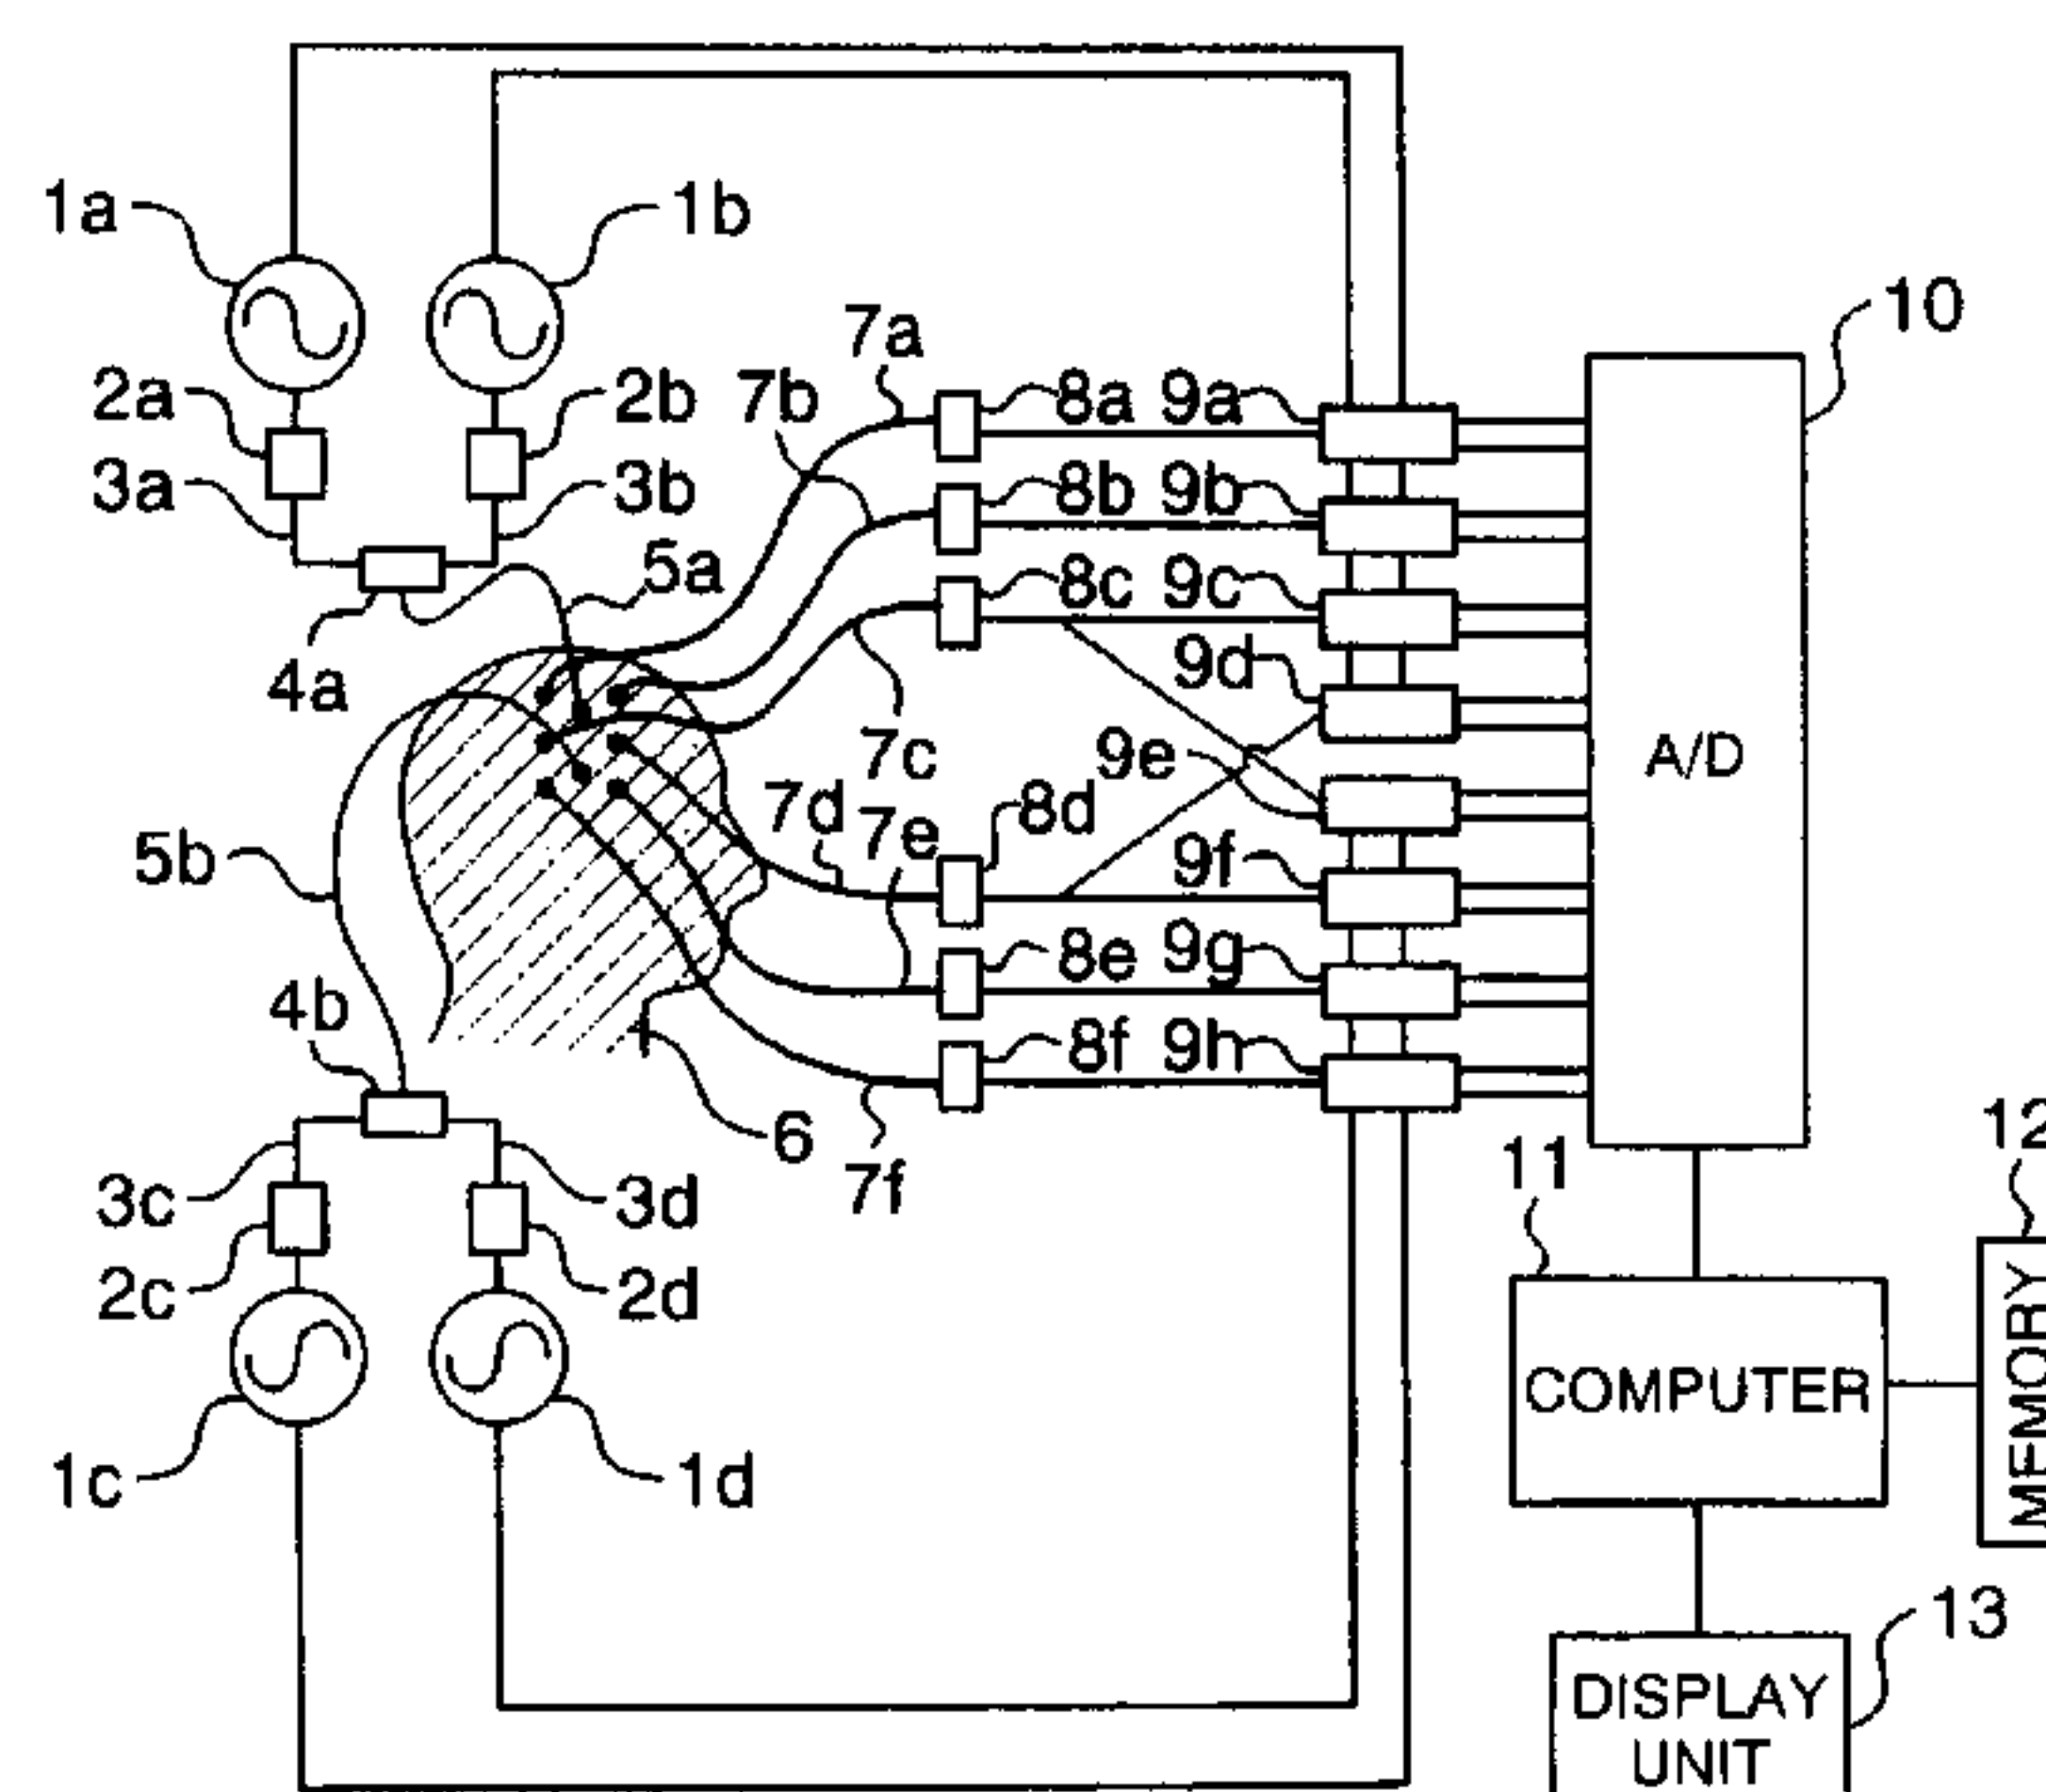 1a
1b
2a
2b
3a
3b
4a
5a
5b
4b
3c
3d
2c
2d
1c
1d
6
7a
7b
7c
7d
7e
7f
8a 9a
8b 9b
8c 9c
9d
9e
8d
9f
8e 9g
8f 9h
10
A/D
11
COMPUTER
12
MEMORY
13
DISPLAY
UNIT